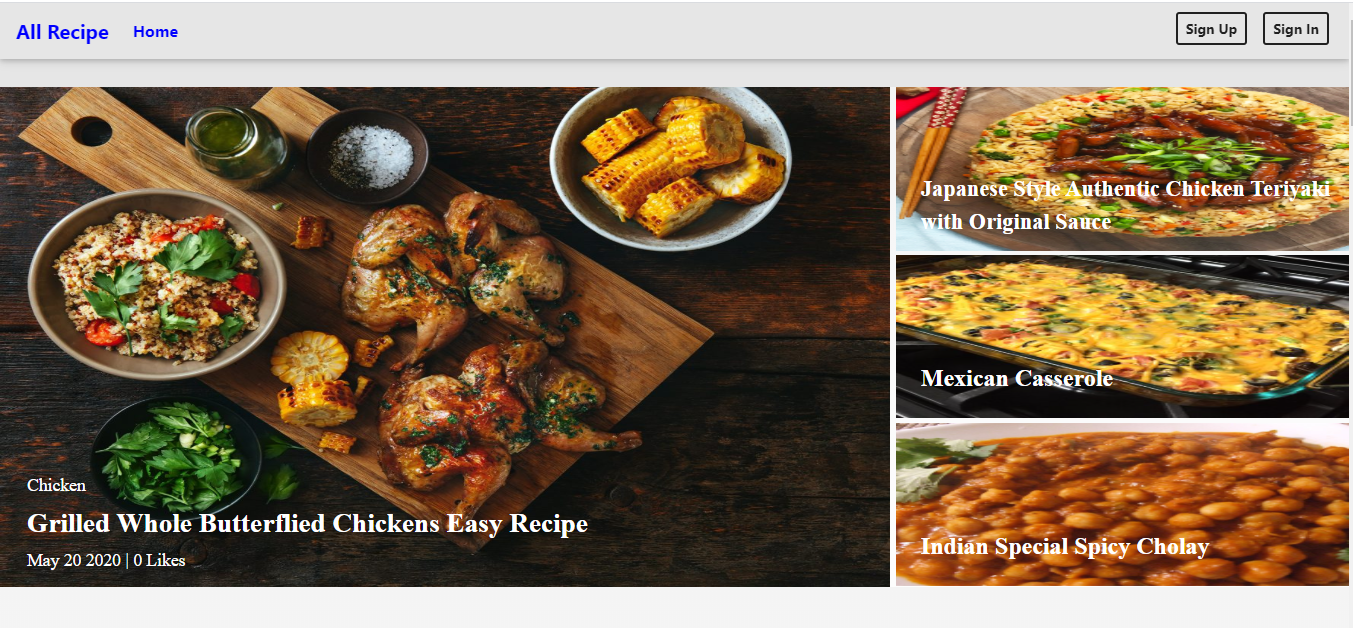 All Recipe
Home
Sign Up
Sign In
Chicken
Grilled Whole Butterflied Chickens Easy Recipe
May 20 2020 | 0 Likes
Japanese Style Authentic Chicken Teriyaki
with Original Sauce
Mexican Casserole
Indian Special Spicy Cholay